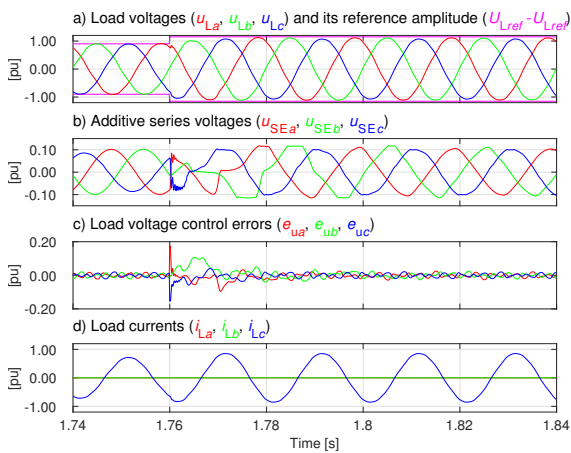 a) Load voltages (uLa, uLb, uLc) and its reference amplitude (ULref -ULref)
1.00
0.00
-1.00
[pu]
b) Additive series voltages (uSEa, uSEb, uSEc)
0.10
0.00
-0.10
[pu]
c) Load voltage control errors (eua, eub, euc)
0.20
0.00
-0.20
[pu]
d) Load currents (iLa, iLb, iLc)
1.00
0.00
-1.00
[pu]
1.74 1.76 1.78 1.8 1.82 1.84
Time [s]